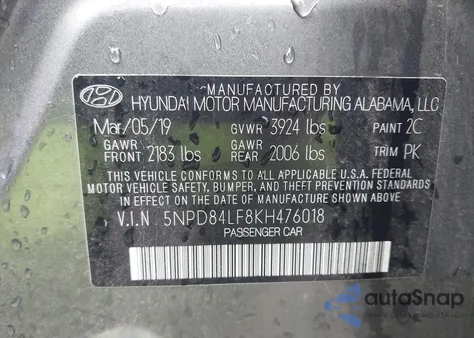 MANUFACTURED BY
HYUNDAI MOTOR MANUFACTURING ALABAMA, LLC
Mar/05/19 GVWR 3924 lbs PAINT 2C
GAWR FRONT 2183 lbs GAWR REAR 2006 lbs TRIM PK
THIS VEHICLE CONFORMS TO ALL APPLICABLE U.S.A. FEDERAL
MOTOR VEHICLE SAFETY, BUMPER, AND THEFT PREVENTION STANDARDS
IN EFFECT ON THE DATE OF MANUFACTURE SHOWN ABOVE
V.I.N : 5NPD84LF8KH476018
PASSENGER CAR
autoSnap